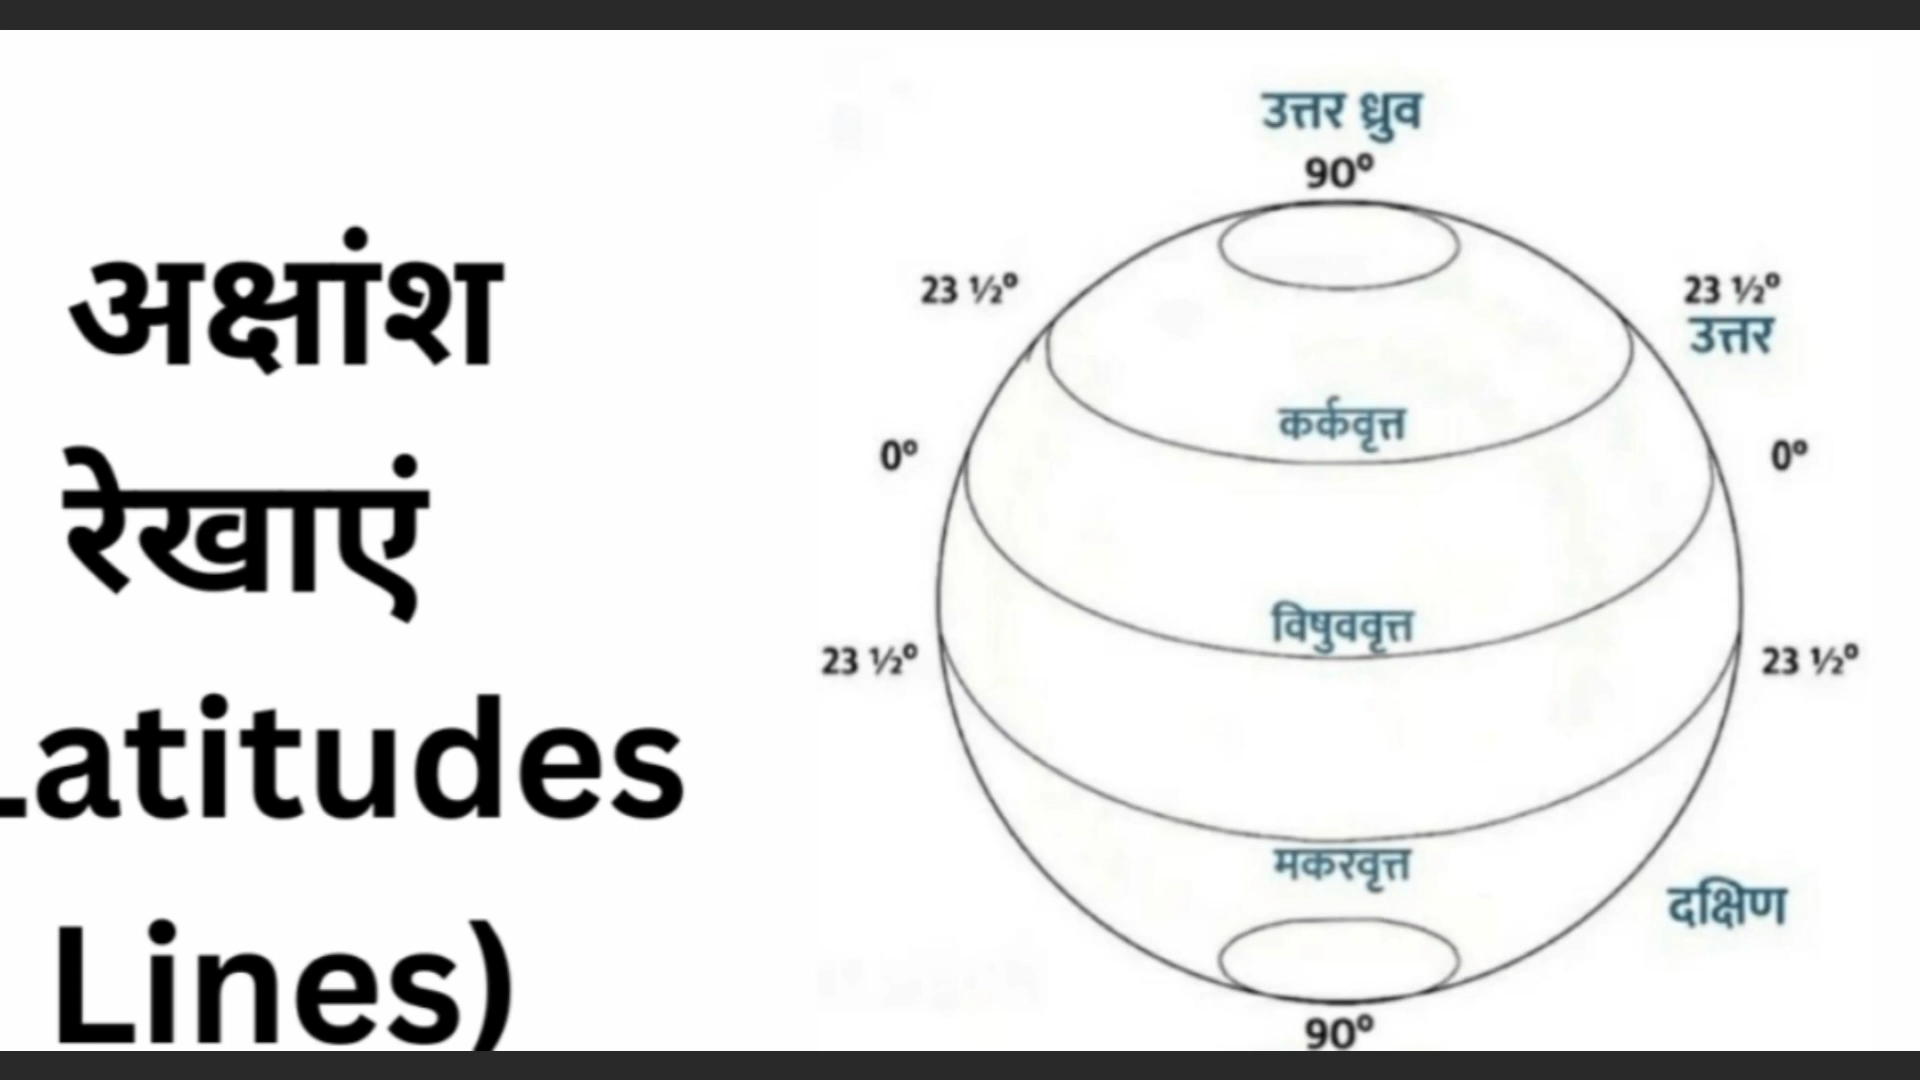 अक्षांश
रेखाएं
Latitudes
Lines)
उत्तर ध्रुव
90°
23 ½°
23 ½°
उत्तर
कर्कवृत्त
0°
0°
विषुववृत्त
23 ½°
23 ½°
मकरवृत्त
दक्षिण
90°